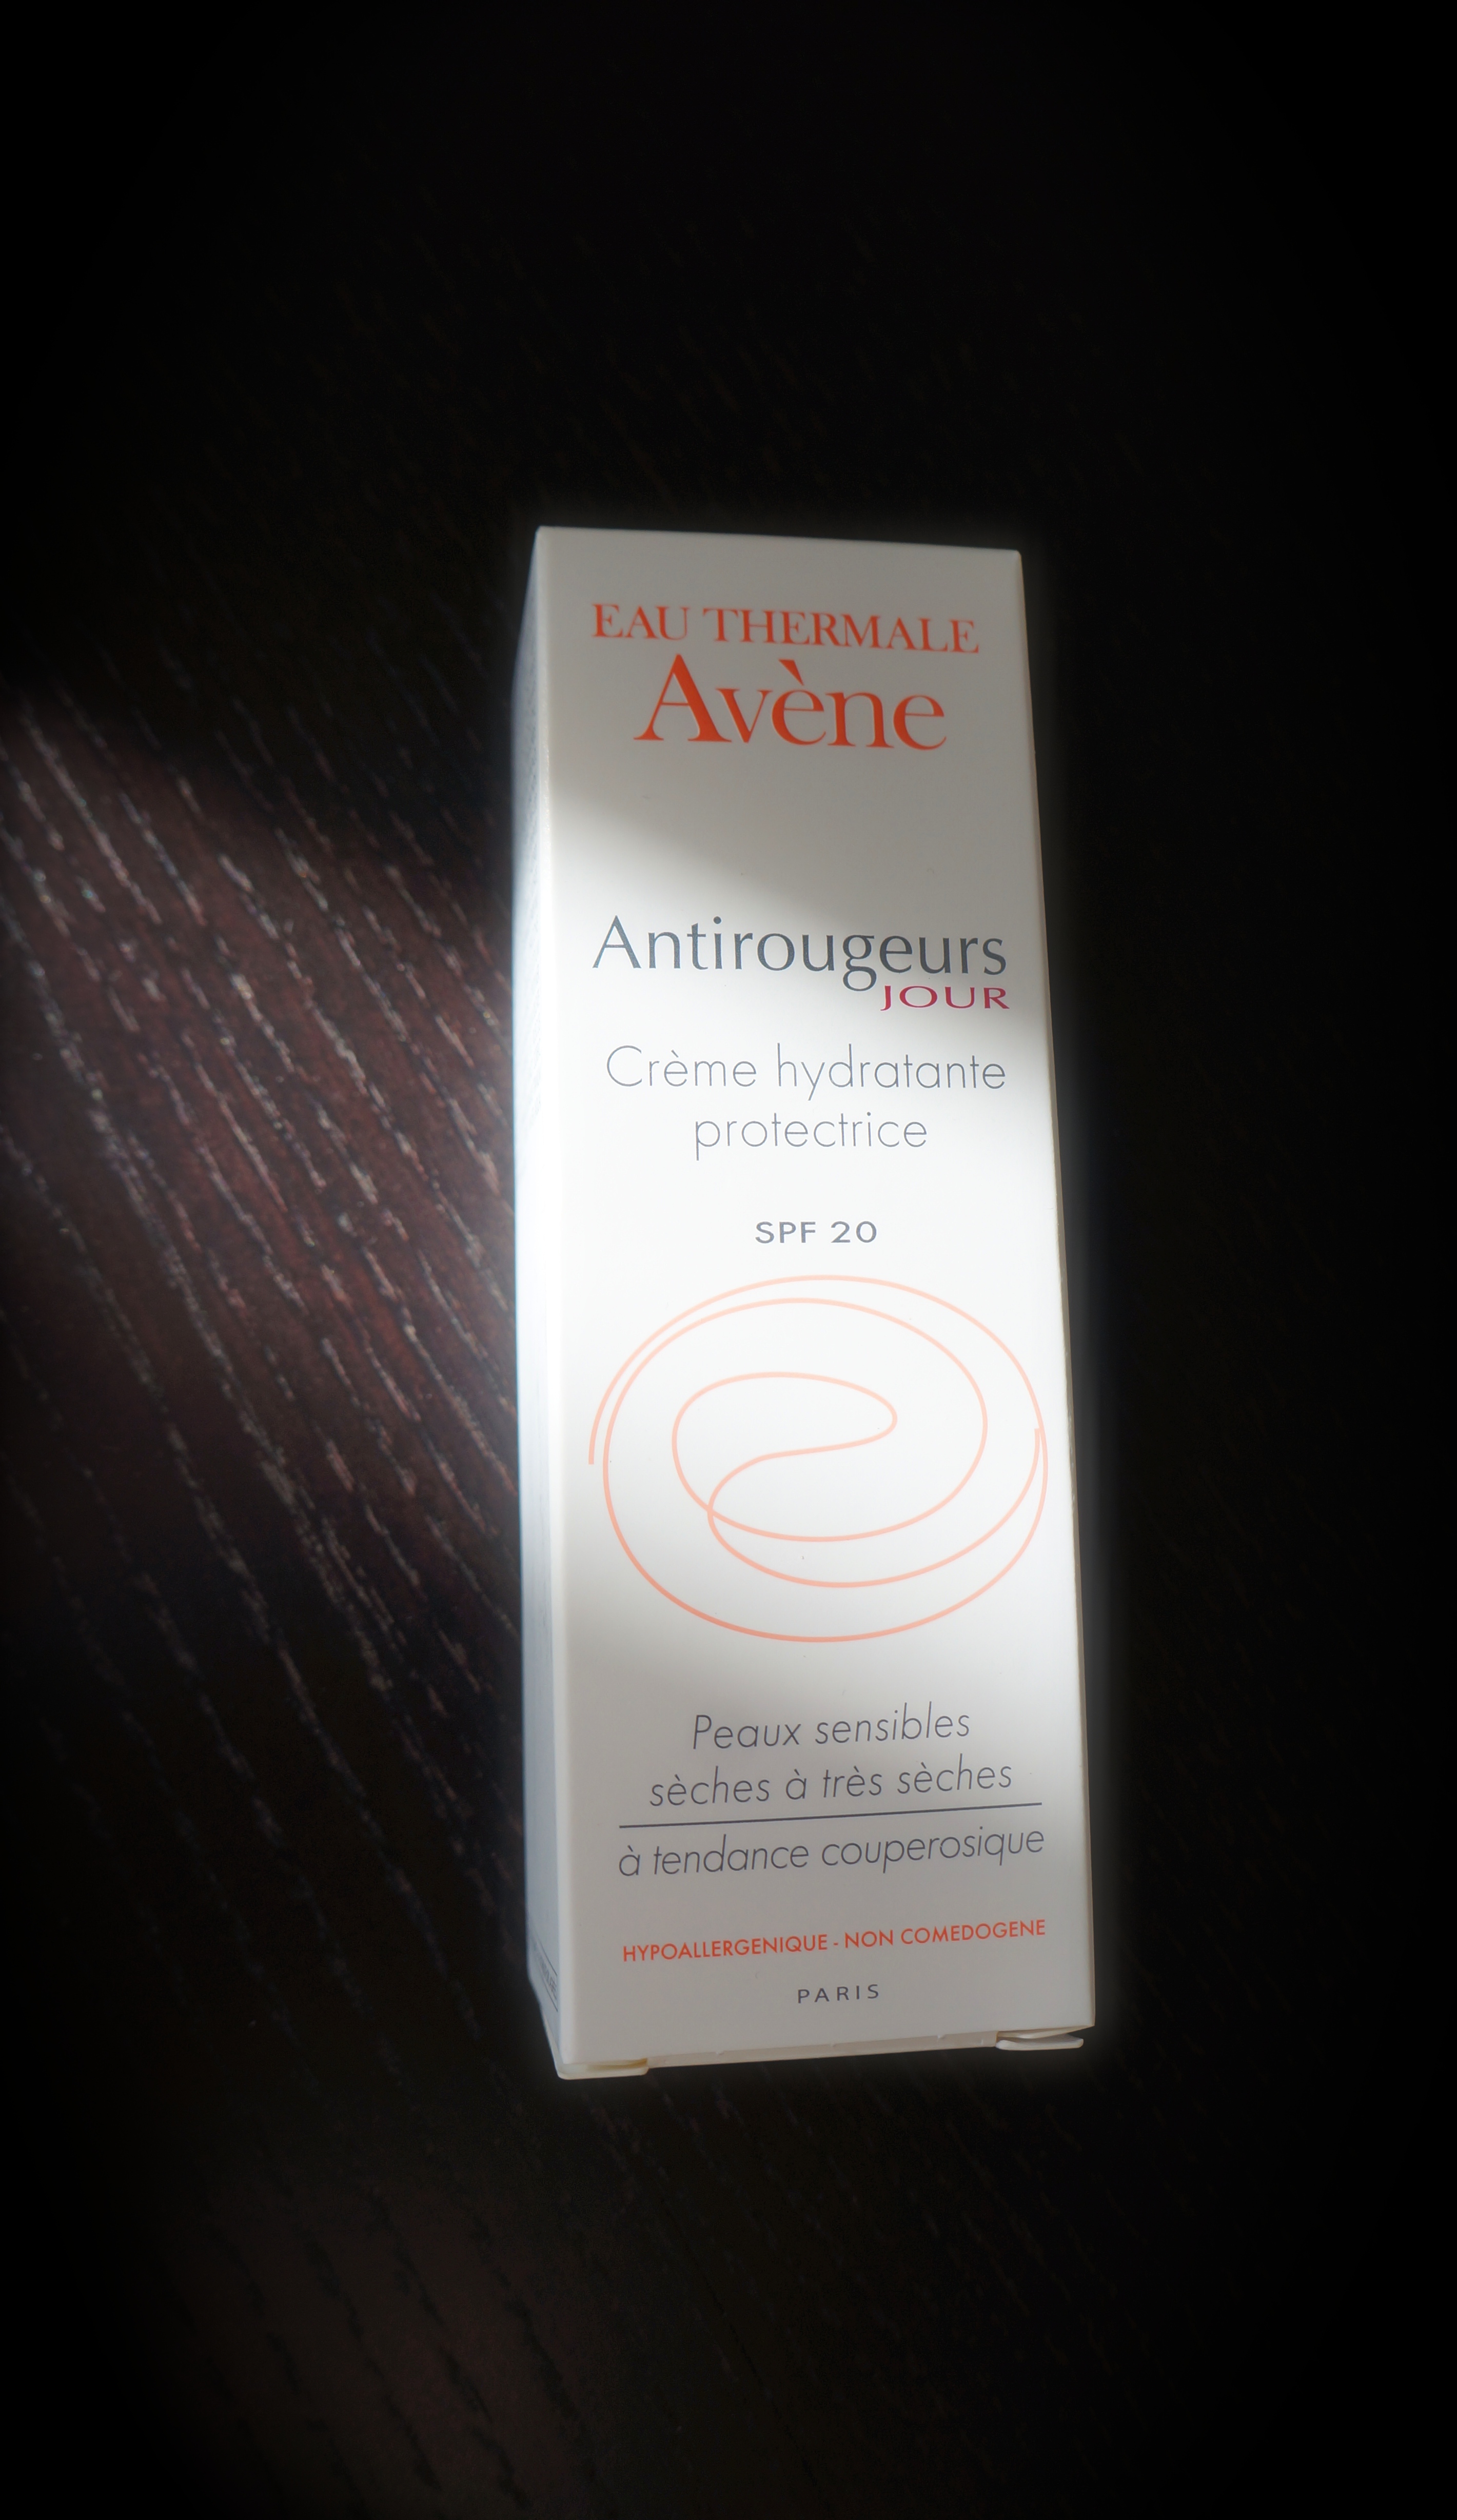 EAU THERMALE
Avène
Antirougeurs
JOUR
Crème hydratante
protectrice
SPF 20
Peaux sensibles
sèches à très sèches
à tendance couperosique
HYPOALLERGENIQUE - NON COMEDOGENE
PARIS